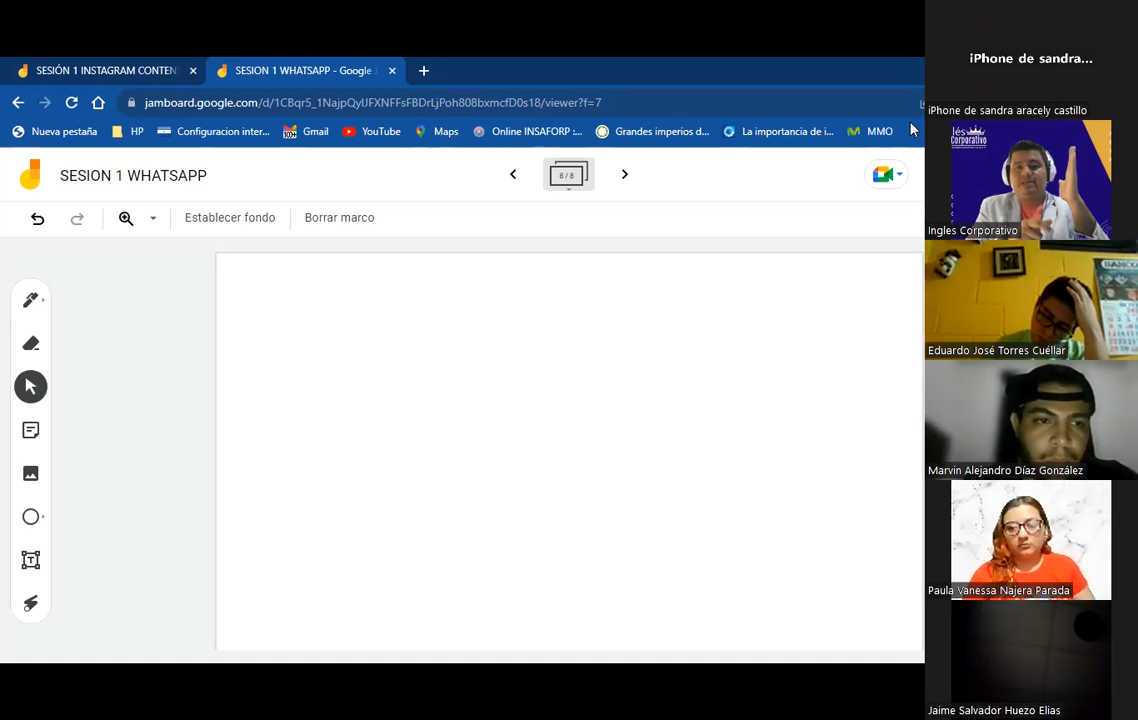 SESIÓN 1 INSTAGRAM CONTEN
SESION 1 WHATSAPP - Google J
jamboard.google.com/d/1CBqr5_1NajpQyIJFXNFFsFBDrLjPoh808bxmcfD0s18/viewer?f=7
Nueva pestaña
HP
Configuracion inter...
Gmail
YouTube
Maps
Online INSAFORP :...
Grandes imperios d...
La importancia de i...
MMO
SESION 1 WHATSAPP
8 / 8
Establecer fondo
Borrar marco
iPhone de sandra...
iPhone de sandra aracely castillo
lés
Corporativo
Ingles Corporativo
Eduardo José Torres Cuéllar
Marvin Alejandro Díaz González
Paula Vanessa Najera Parada
Jaime Salvador Huezo Elias